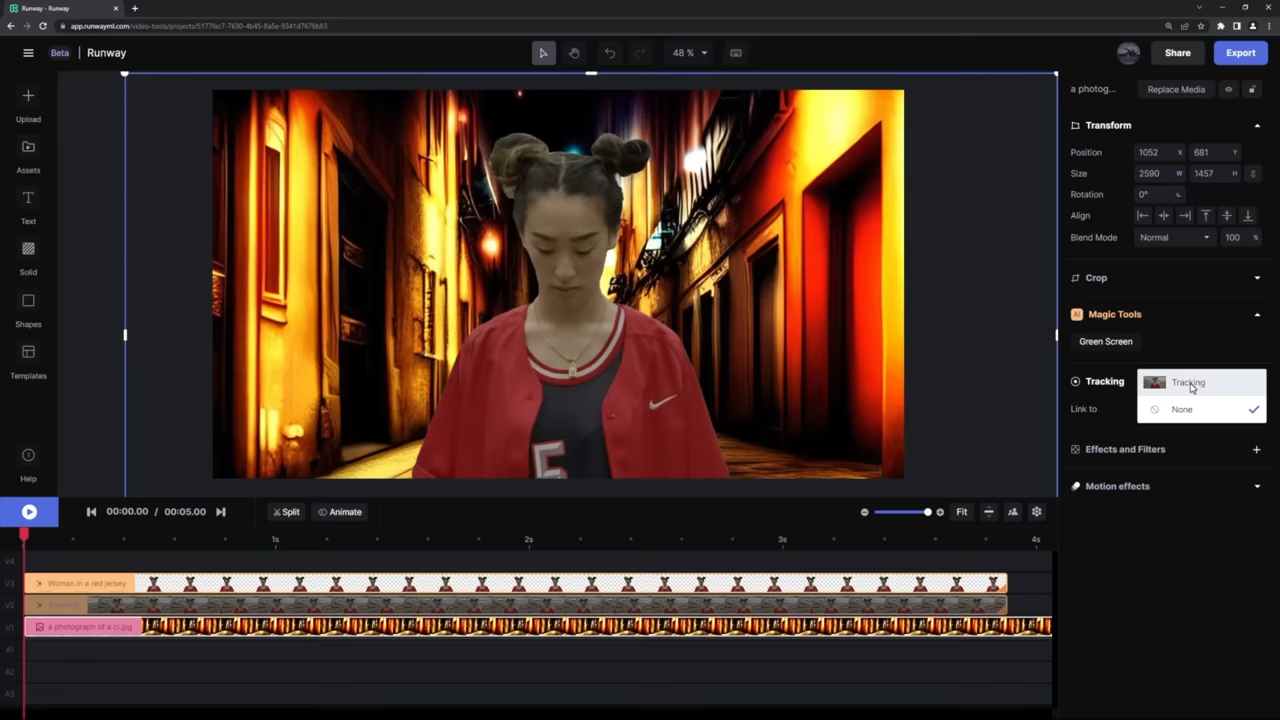 Runway - Runway
app.runwayml.com/video-tools/projects/5177fac7-7630-4b45-8a5e-9341d7676b83
Beta | Runway
48 %
Share
Export
Upload
Assets
Text
Solid
Shapes
Templates
Help
5
a photog...
Replace Media
Transform
Position 1052 X 681 Y
Size 2590 W 1457 H
Rotation 0°
Align
Blend Mode Normal 100 %
Crop
AI Magic Tools
Green Screen
Tracking
Tracking
Link to
None
Effects and Filters
Motion effects
00:00.00 / 00:05.00
Split
Animate
Fit
1s 2s 3s 4s
V4
V3 Woman in a red jersey
V2 Tracking
V1 a photograph of a ci.jpg
A1
A2
A3